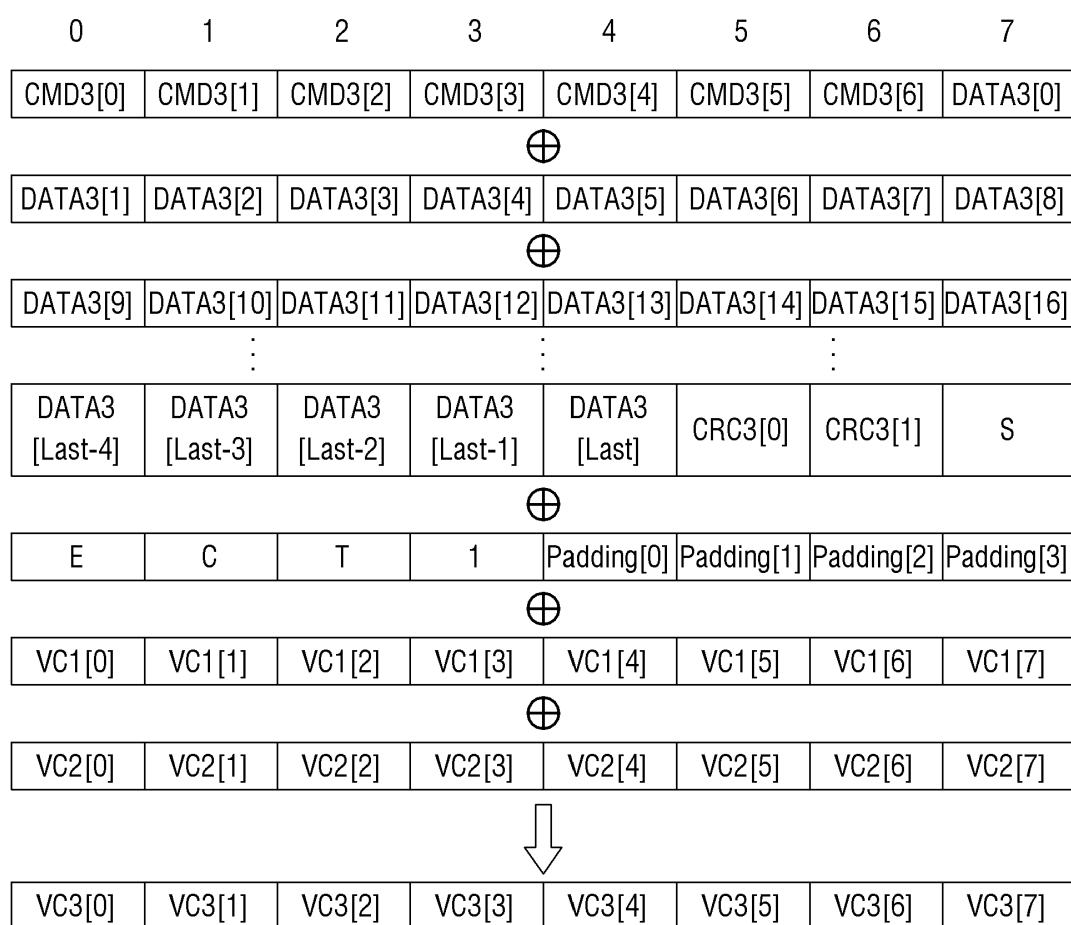 0 1 2 3 4 5 6 7
CMD3[0] CMD3[1] CMD3[2] CMD3[3] CMD3[4] CMD3[5] CMD3[6] DATA3[0]
⊕
DATA3[1] DATA3[2] DATA3[3] DATA3[4] DATA3[5] DATA3[6] DATA3[7] DATA3[8]
⊕
DATA3[9] DATA3[10] DATA3[11] DATA3[12] DATA3[13] DATA3[14] DATA3[15] DATA3[16]
⋮ ⋮ ⋮
DATA3 DATA3 DATA3 DATA3 DATA3
[Last-4] [Last-3] [Last-2] [Last-1] [Last] CRC3[0] CRC3[1] S
⊕
E C T 1 Padding[0] Padding[1] Padding[2] Padding[3]
⊕
VC1[0] VC1[1] VC1[2] VC1[3] VC1[4] VC1[5] VC1[6] VC1[7]
⊕
VC2[0] VC2[1] VC2[2] VC2[3] VC2[4] VC2[5] VC2[6] VC2[7]
VC3[0] VC3[1] VC3[2] VC3[3] VC3[4] VC3[5] VC3[6] VC3[7]